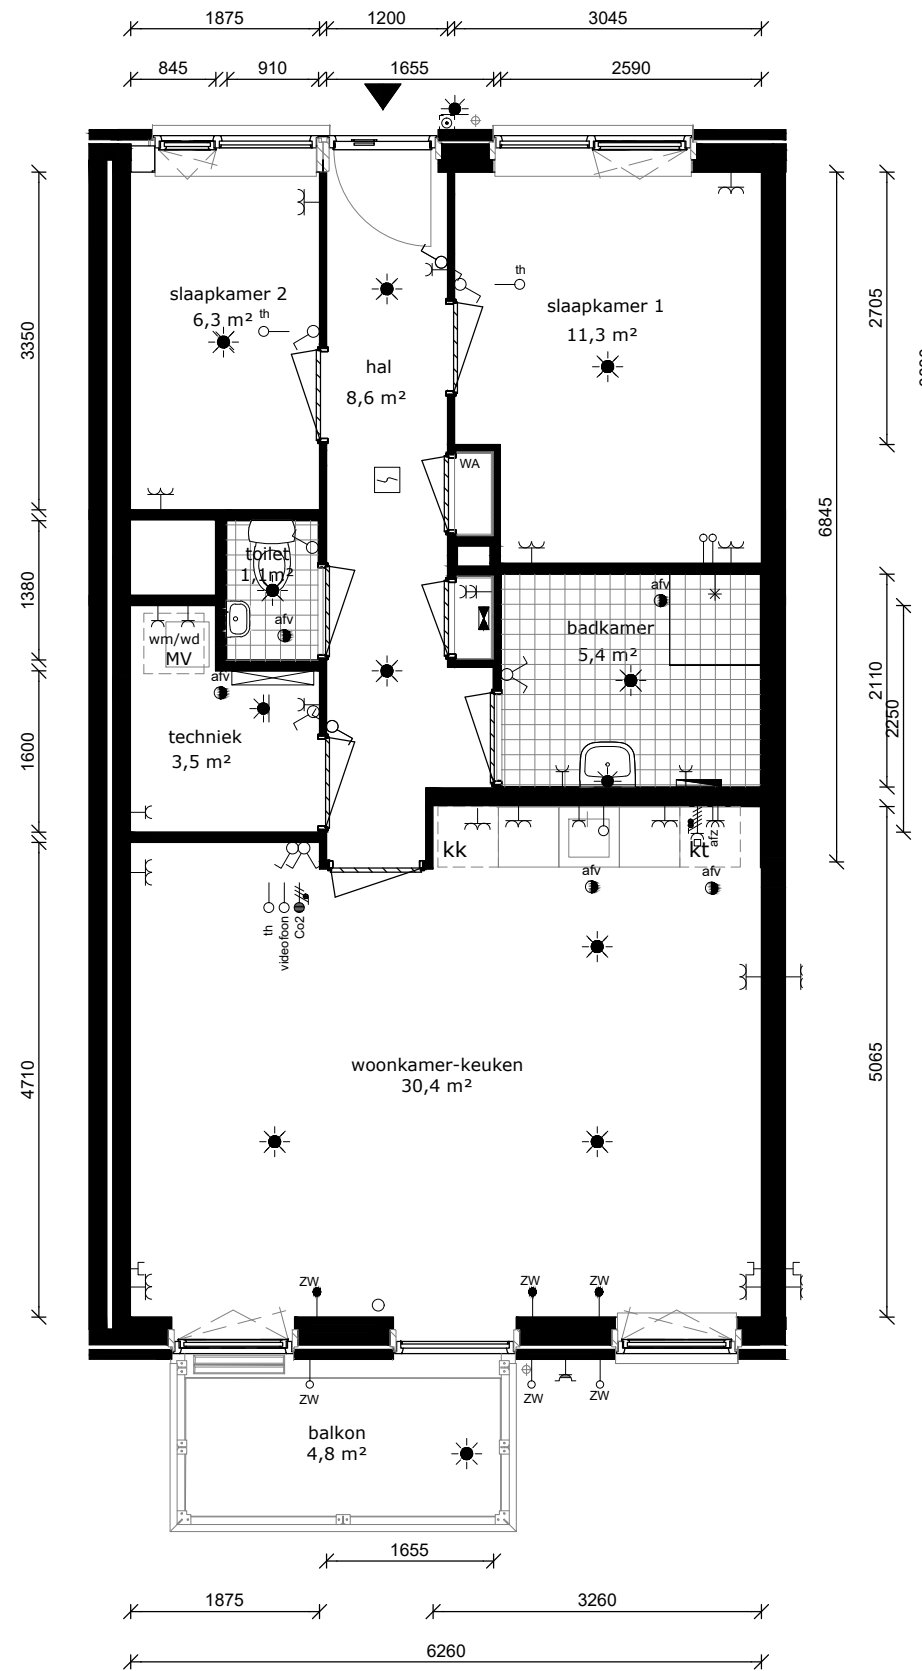 1875 1200 3045
845 910 1655 2590
slaapkamer 2
6,3 m²
th
th
slaapkamer 1
11,3 m²
hal
8,6 m²
3350
2705
6845
WA
toilet
1,1m²
afv
1380
afv
badkamer
5,4 m²
wm/wd
MV
afv
techniek
3,5 m²
1600
2110
2250
kk
kt
afz
afv
afv
th
videofoon
Co2
woonkamer-keuken
30,4 m²
4710
5065
ZW
ZW
ZW
ZW
ZW
ZW
balkon
4,8 m²
1655
1875 3260
6260